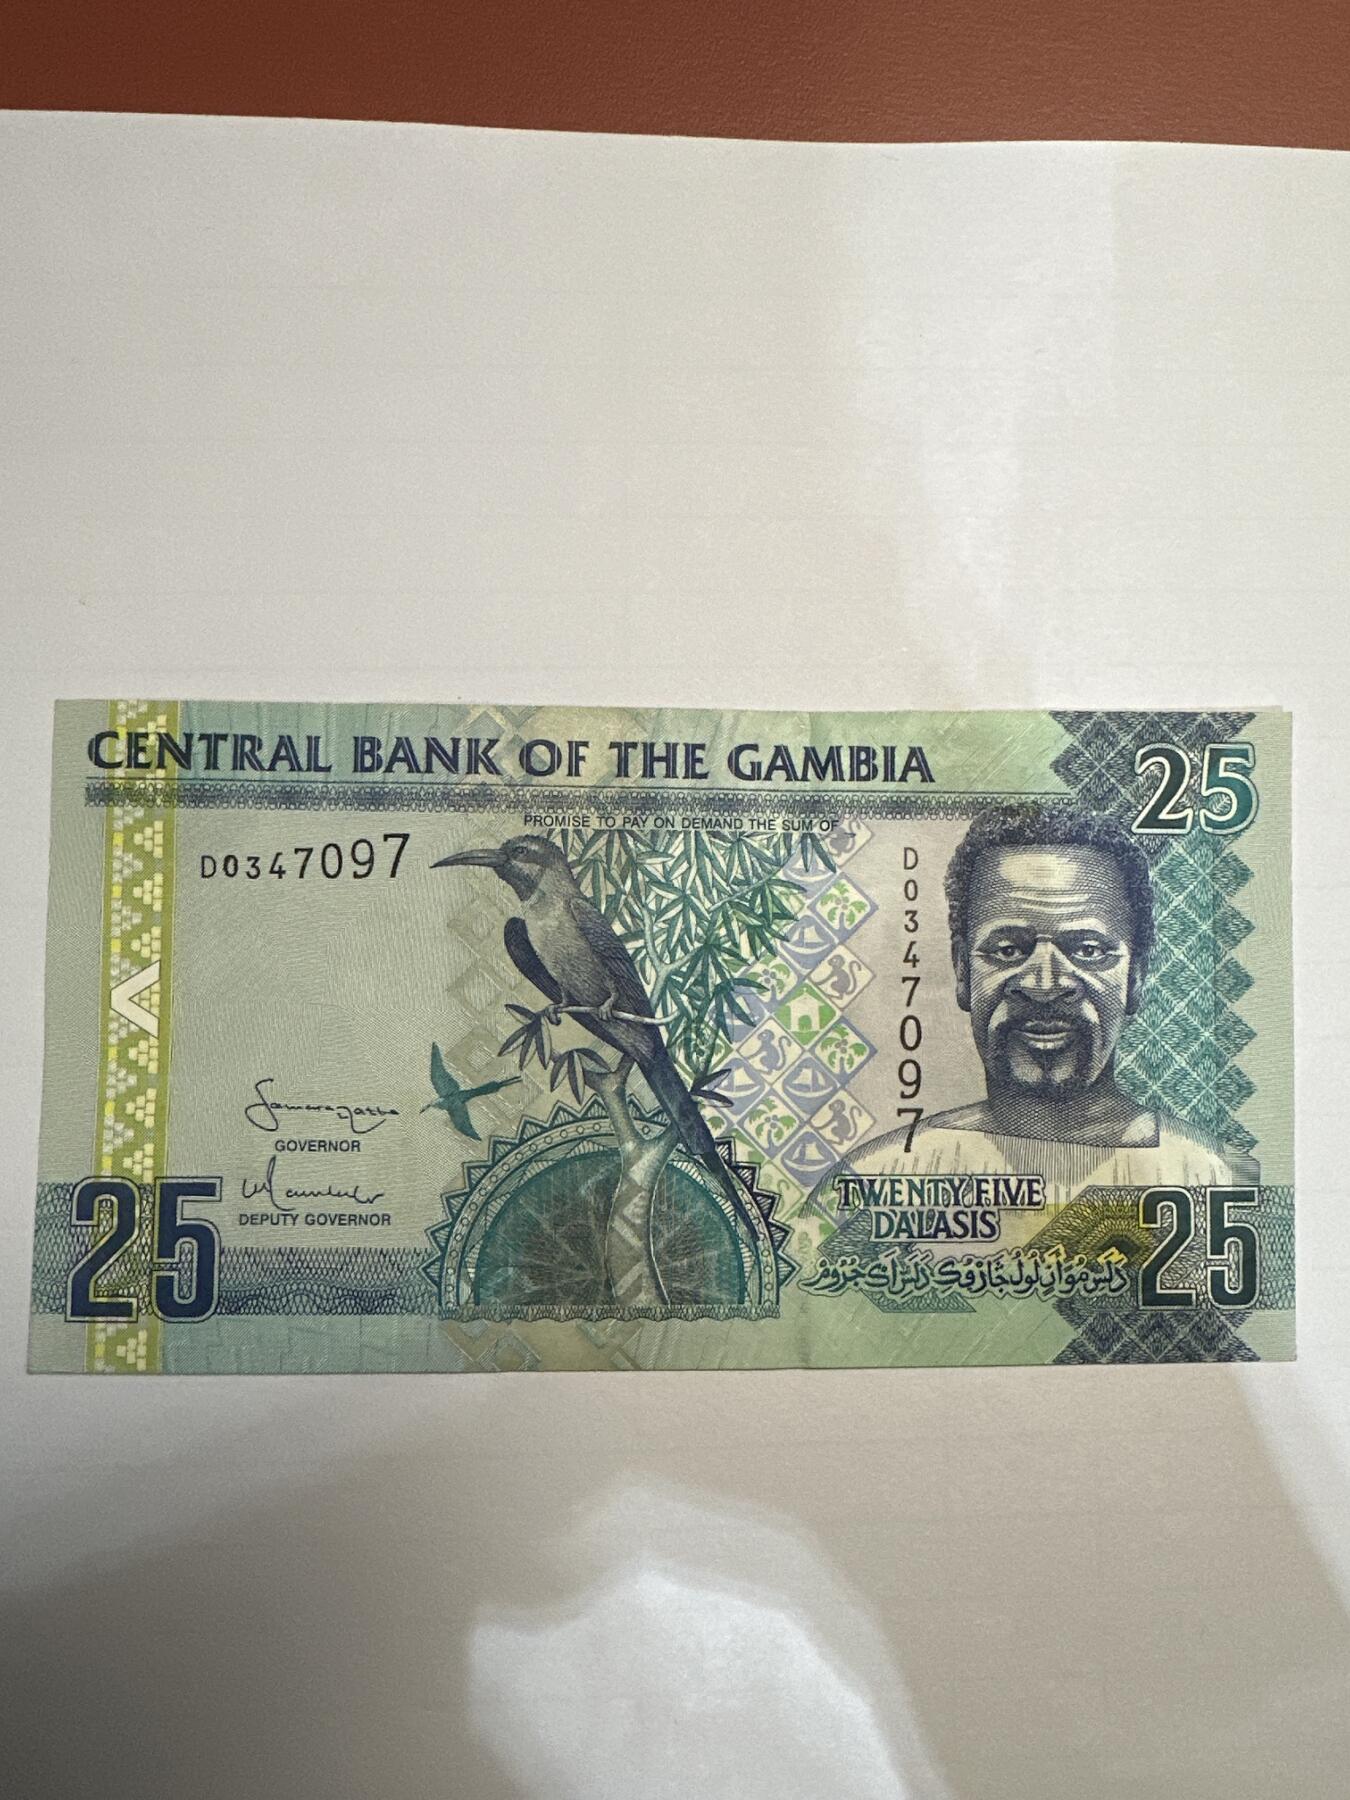 CENTRAL BANK OF THE GAMBIA
25
PROMISE TO PAY ON DEMAND THE SUM OF
D0347097
D0347097
GOVERNOR
DEPUTY GOVERNOR
25
TWENTY FIVE
DALASIS
25